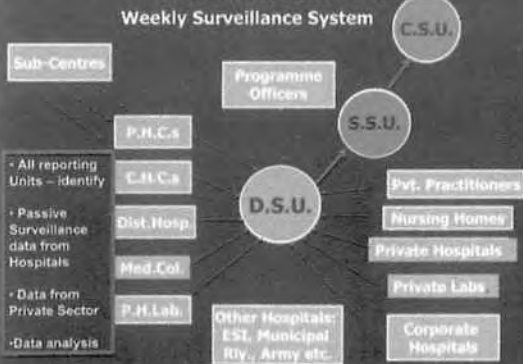 Weekly Surveillance System
C.S.U.
Sub-Centres
Programme
Officers
S.S.U.
P.H.C.s
C.H.C.s
Dist.Hosp.
Med.Col.
P.H.Lab.
• All reporting
Units – identify
• Passive
Surveillance
data from
Hospitals
• Data from
Private Sector
•Data analysis
D.S.U.
Pvt. Practitioners
Nursing Homes
Private Hospitals
Private Labs.
Corporate
Hospitals
Other Hospitals:
ESI, Municipal
Rly., Army etc.